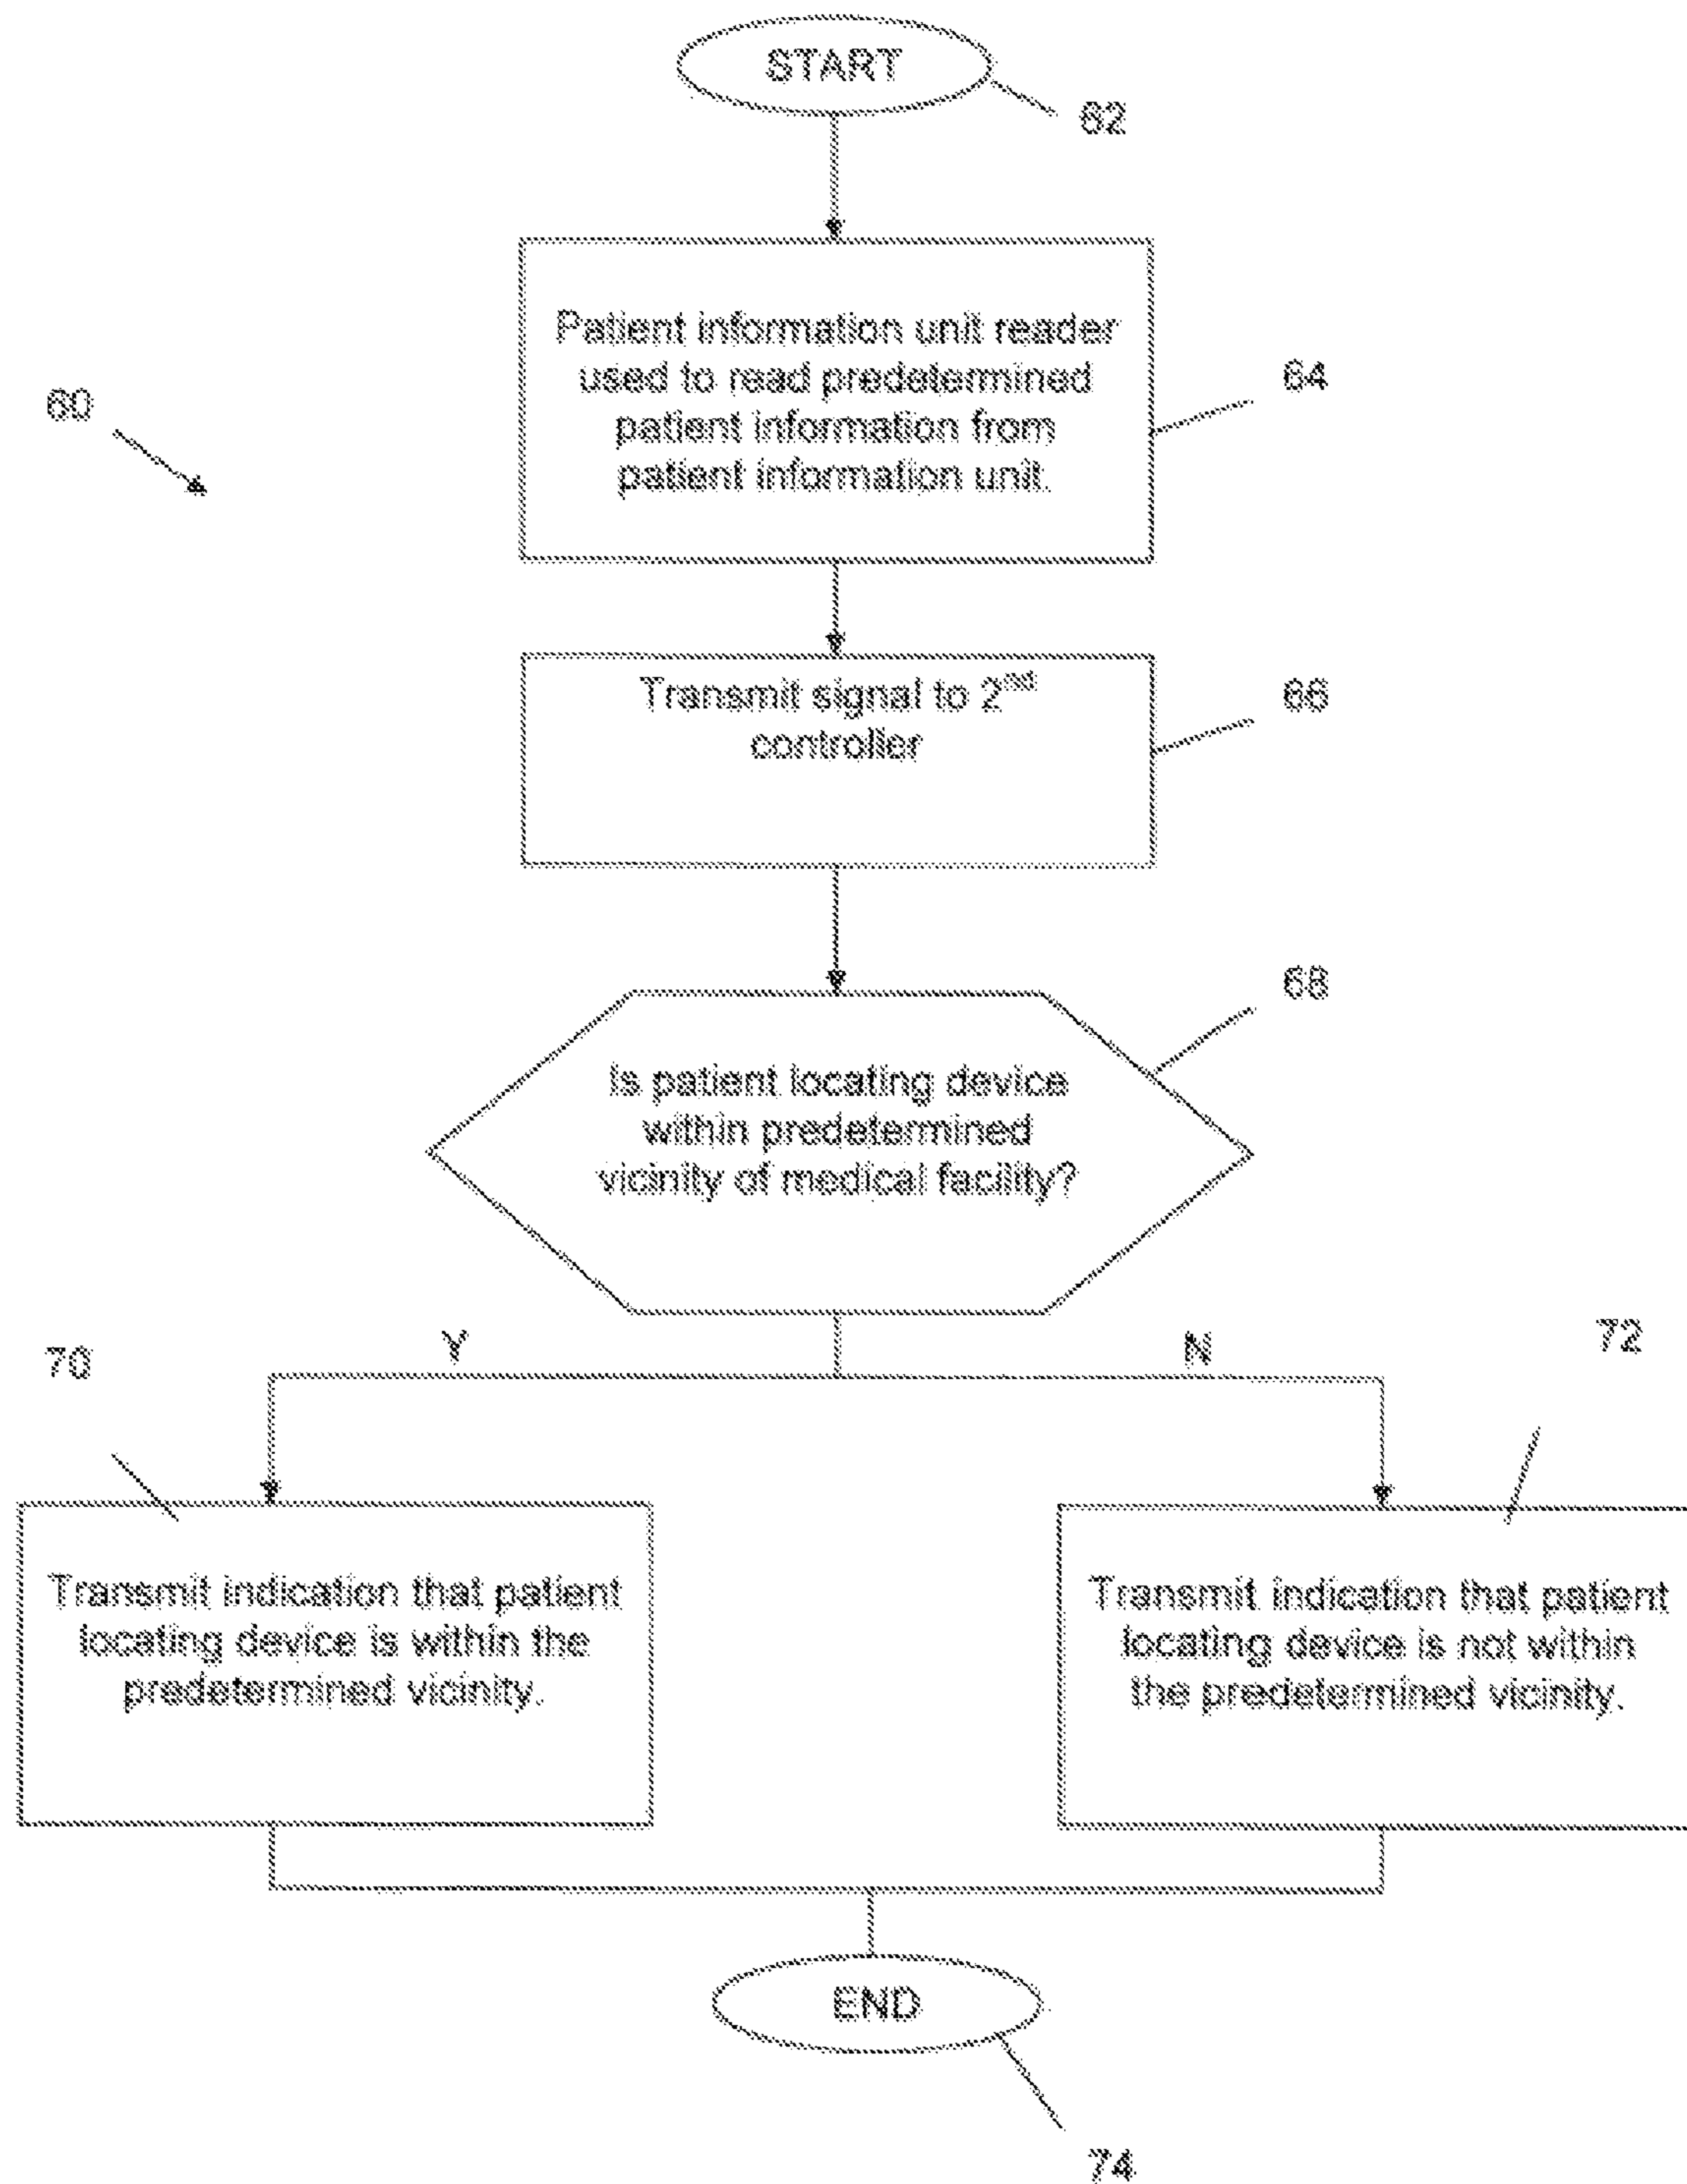 START
62
Patient information unit reader
used to read predetermined
patient information from
patient information unit.
64
60
Transmit signal to 2nd
controller
66
68
Is patient locating device
within predetermined
vicinity of medical facility?
Y
N
70
72
Transmit indication that patient
locating device is within the
predetermined vicinity.
Transmit indication that patient
locating device is not within
the predetermined vicinity.
END
74